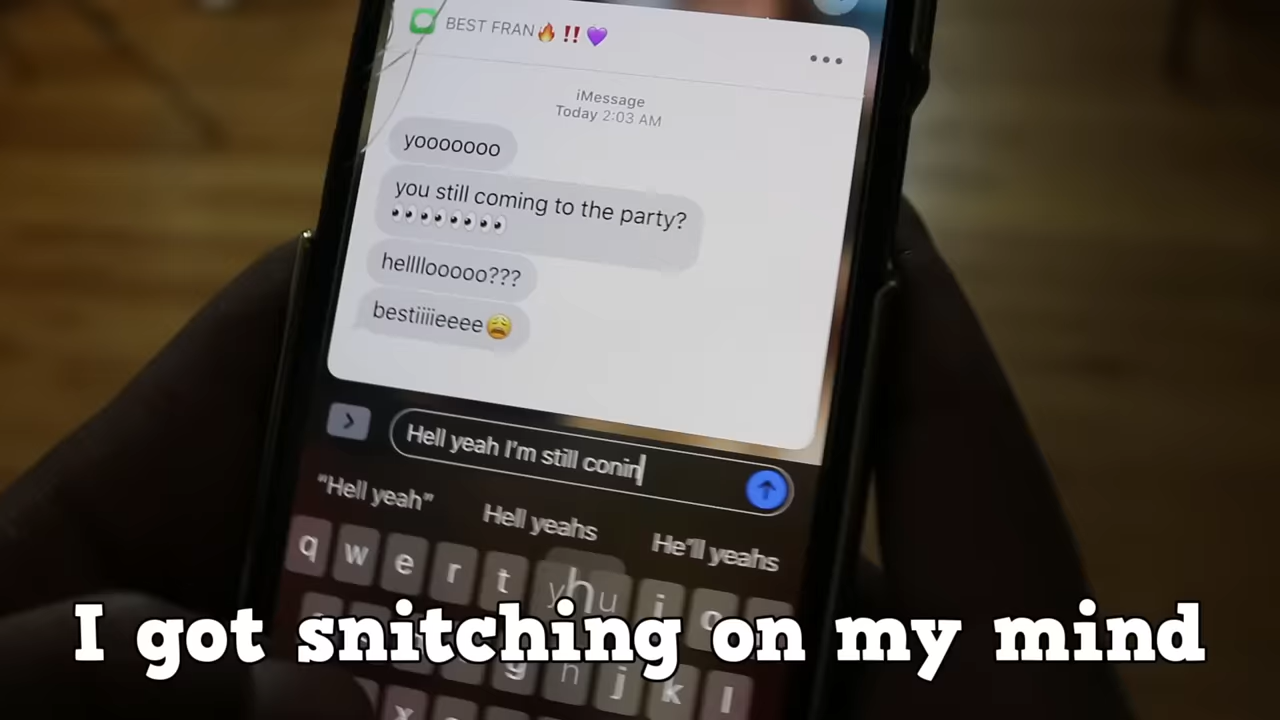 BEST FRAN🔥‼️💜
iMessage
Today 2:03 AM
yooooooo
you still coming to the party?
👀👀👀👀
hellllooooo???
bestiiiieeee😩
Hell yeah I'm still conin
"Hell yeah"
Hell yeahs
He'll yeahs
q w e r t y h u i o
g h j k l
x
I got snitching on my mind